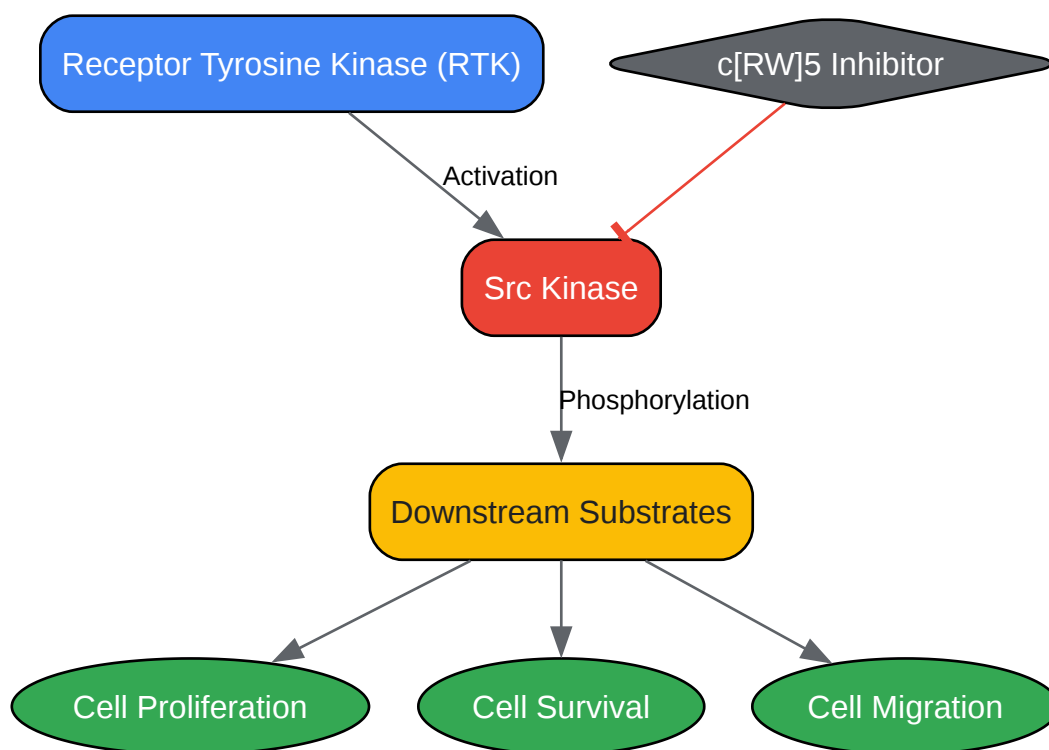 Receptor Tyrosine Kinase (RTK)
c[RW]5 Inhibitor
Activation
Src Kinase
Phosphorylation
Downstream Substrates
Cell Proliferation
Cell Survival
Cell Migration